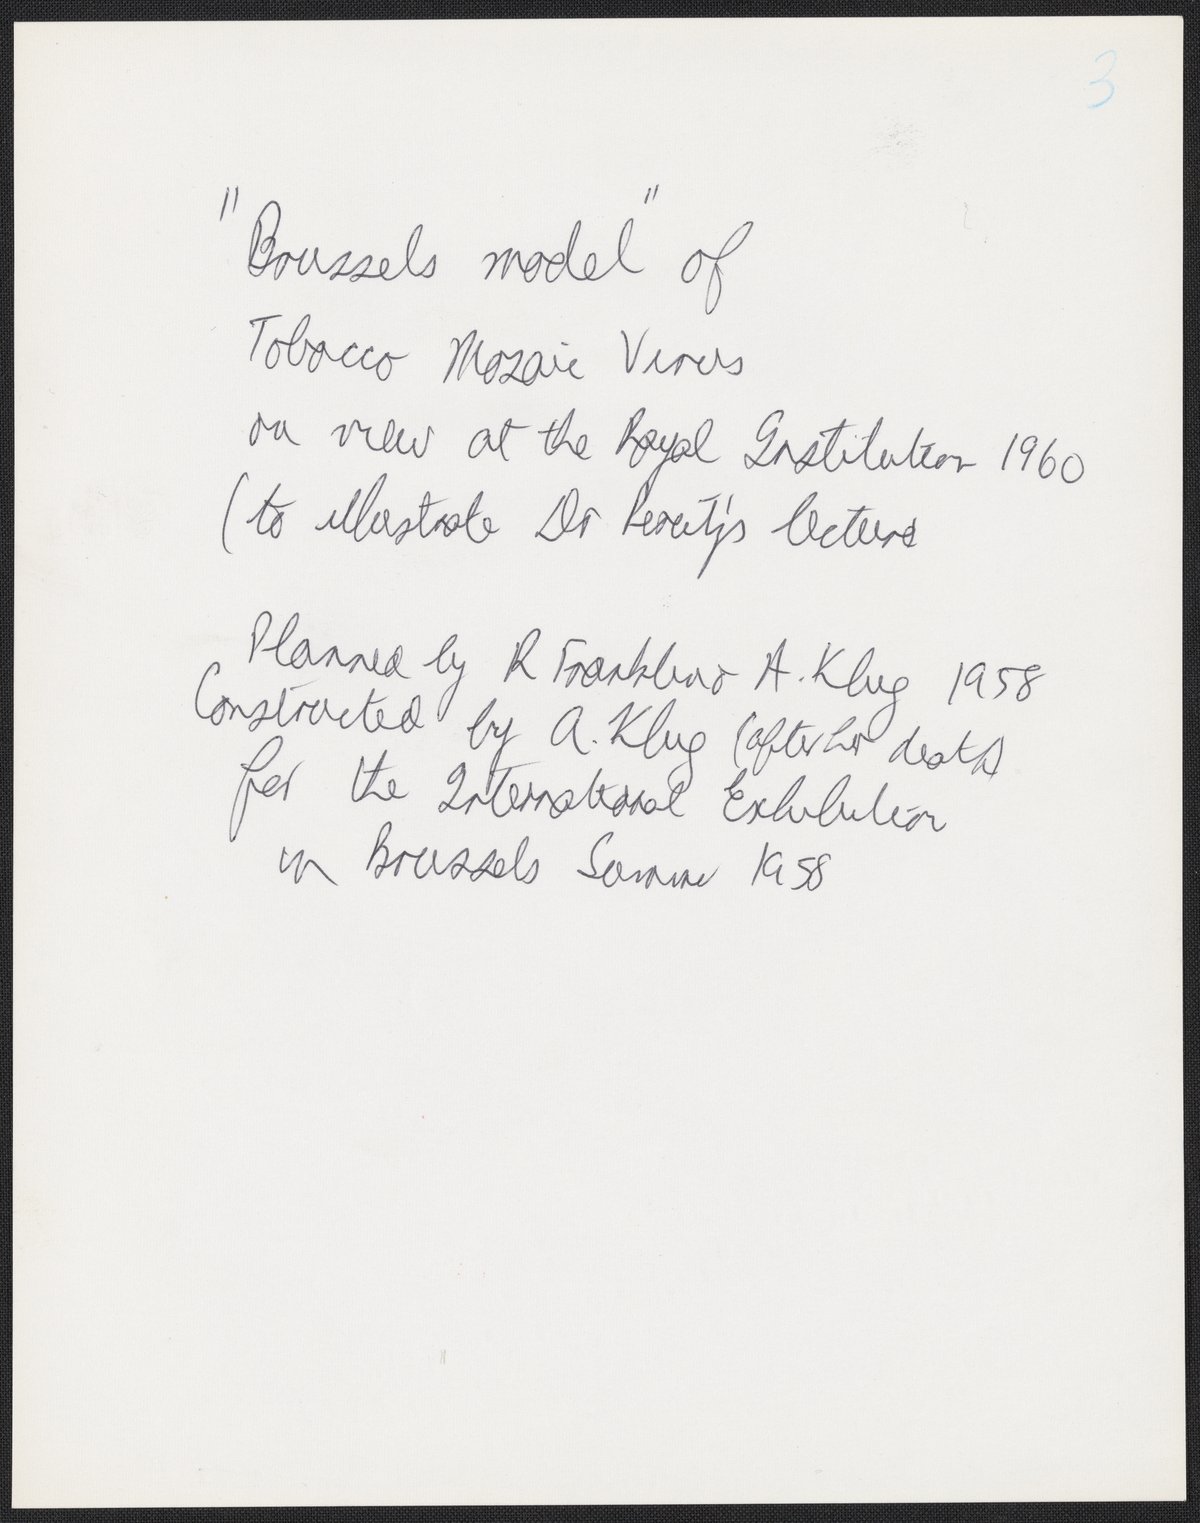 3
"Brussels model" of
Tobacco Mozaic Virus
on view at the Royal Institution 1960
(to illustrate Dr Perutz's lecture
Planned by R Franklin & A. Klug 1958
Constructed by A. Klug (after her death)
for the International Exhibition
in Brussels Summer 1958